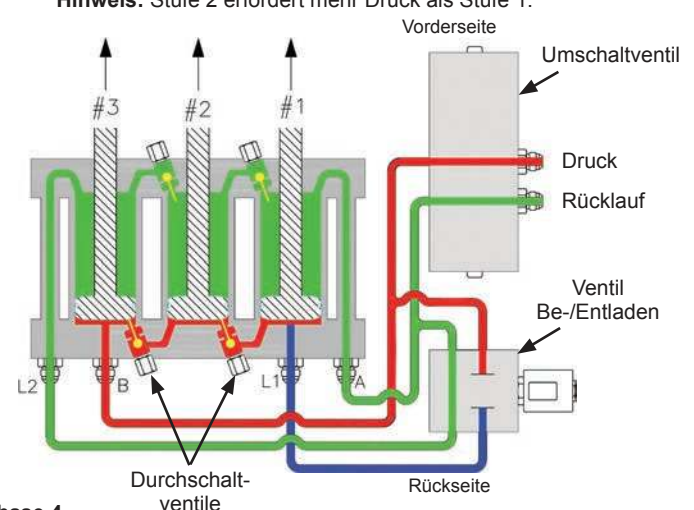 Hinweis: Stufe 2 erfordert mehr Druck als Stufe 1.
Vorderseite
Umschaltventil
#3 #2 #1
Druck
Rücklauf
Ventil
Be-/Entladen
L2 B L1 A
Durchschalt-
ventile
Rückseite